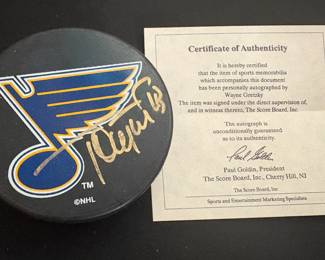 TM
©NHL
Certificate of Authenticity
It is hereby certified
that the item of sports memorabilia
which accompanies this document
has been personally autographed by
Wayne Gretzky
The item was signed under the direct supervision of,
and in witness thereto, The Score Board, Inc.
The autograph is
unconditionally guaranteed
as to its authenticity.
Paul Goldin
Paul Goldin, President
The Score Board, Inc., Cherry Hill, NJ
The Score Board, Inc.
Sports and Entertainment Marketing Specialists